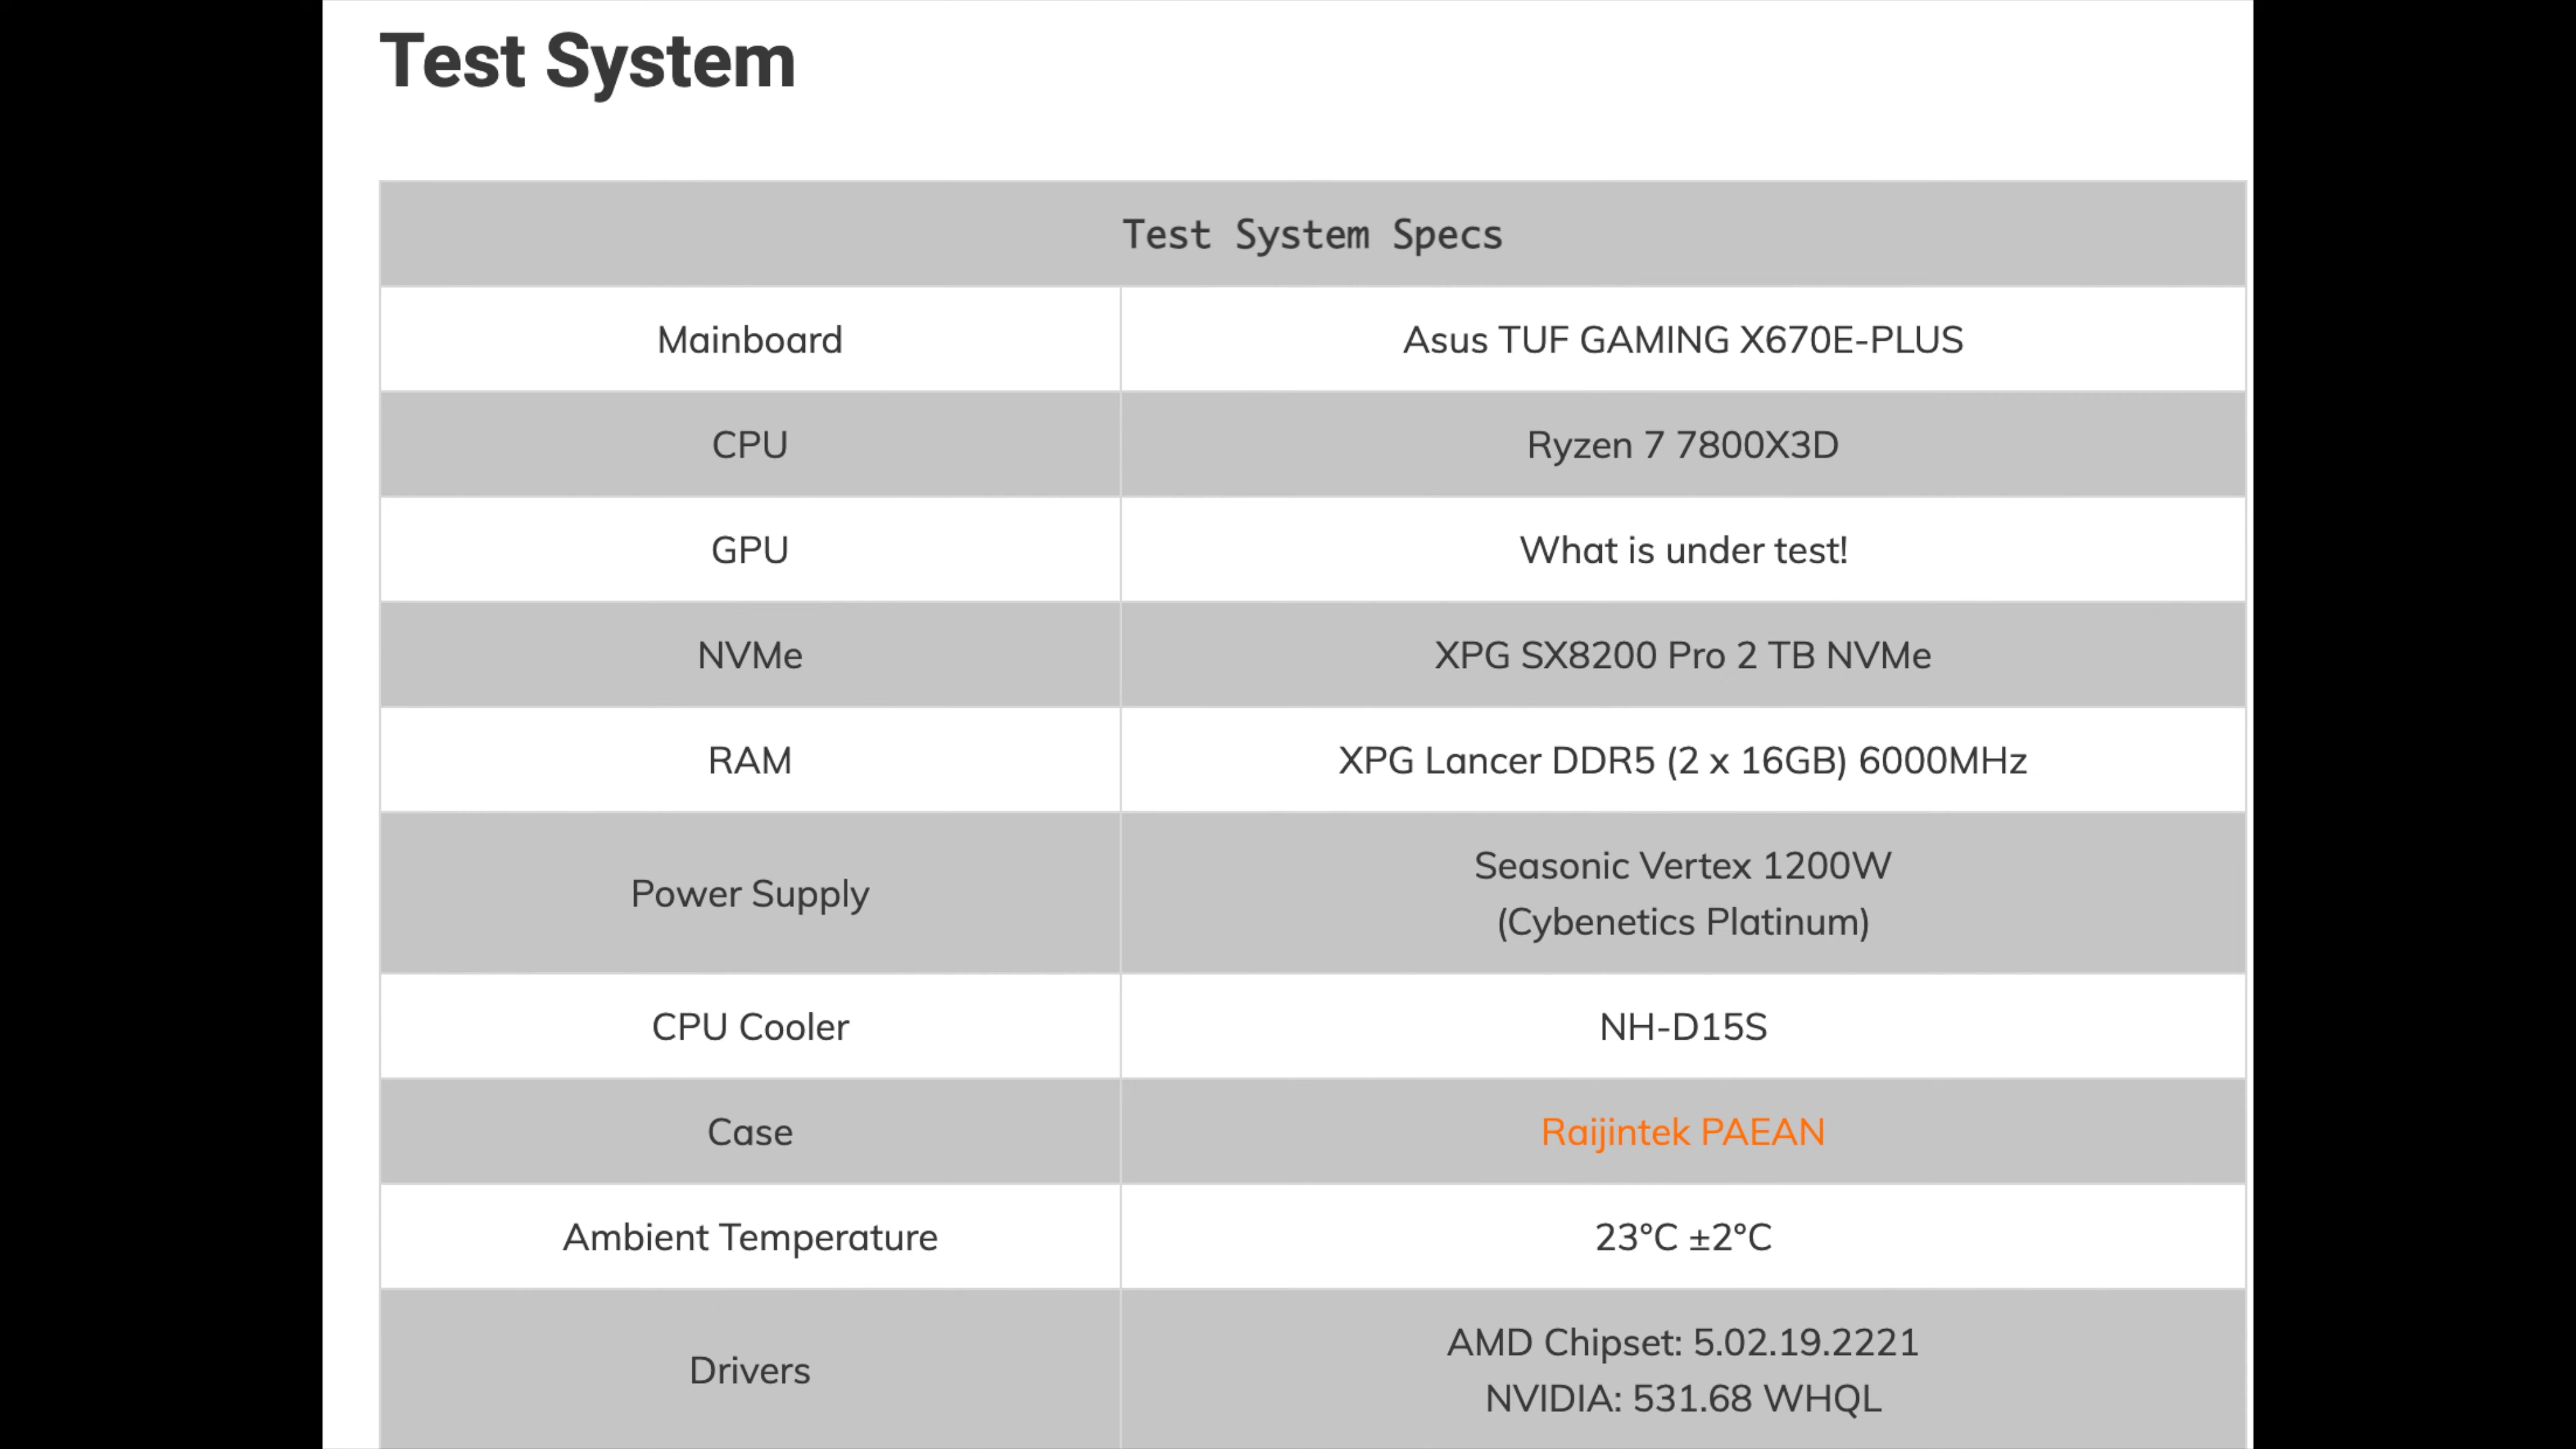 Test System
Test System Specs
Mainboard
Asus TUF GAMING X670E-PLUS
CPU
Ryzen 7 7800X3D
GPU
What is under test!
NVMe
XPG SX8200 Pro 2 TB NVMe
RAM
XPG Lancer DDR5 (2 x 16GB) 6000MHz
Power Supply
Seasonic Vertex 1200W
(Cybenetics Platinum)
CPU Cooler
NH-D15S
Case
Raijintek PAEAN
Ambient Temperature
23°C ±2°C
Drivers
AMD Chipset: 5.02.19.2221
NVIDIA: 531.68 WHQL